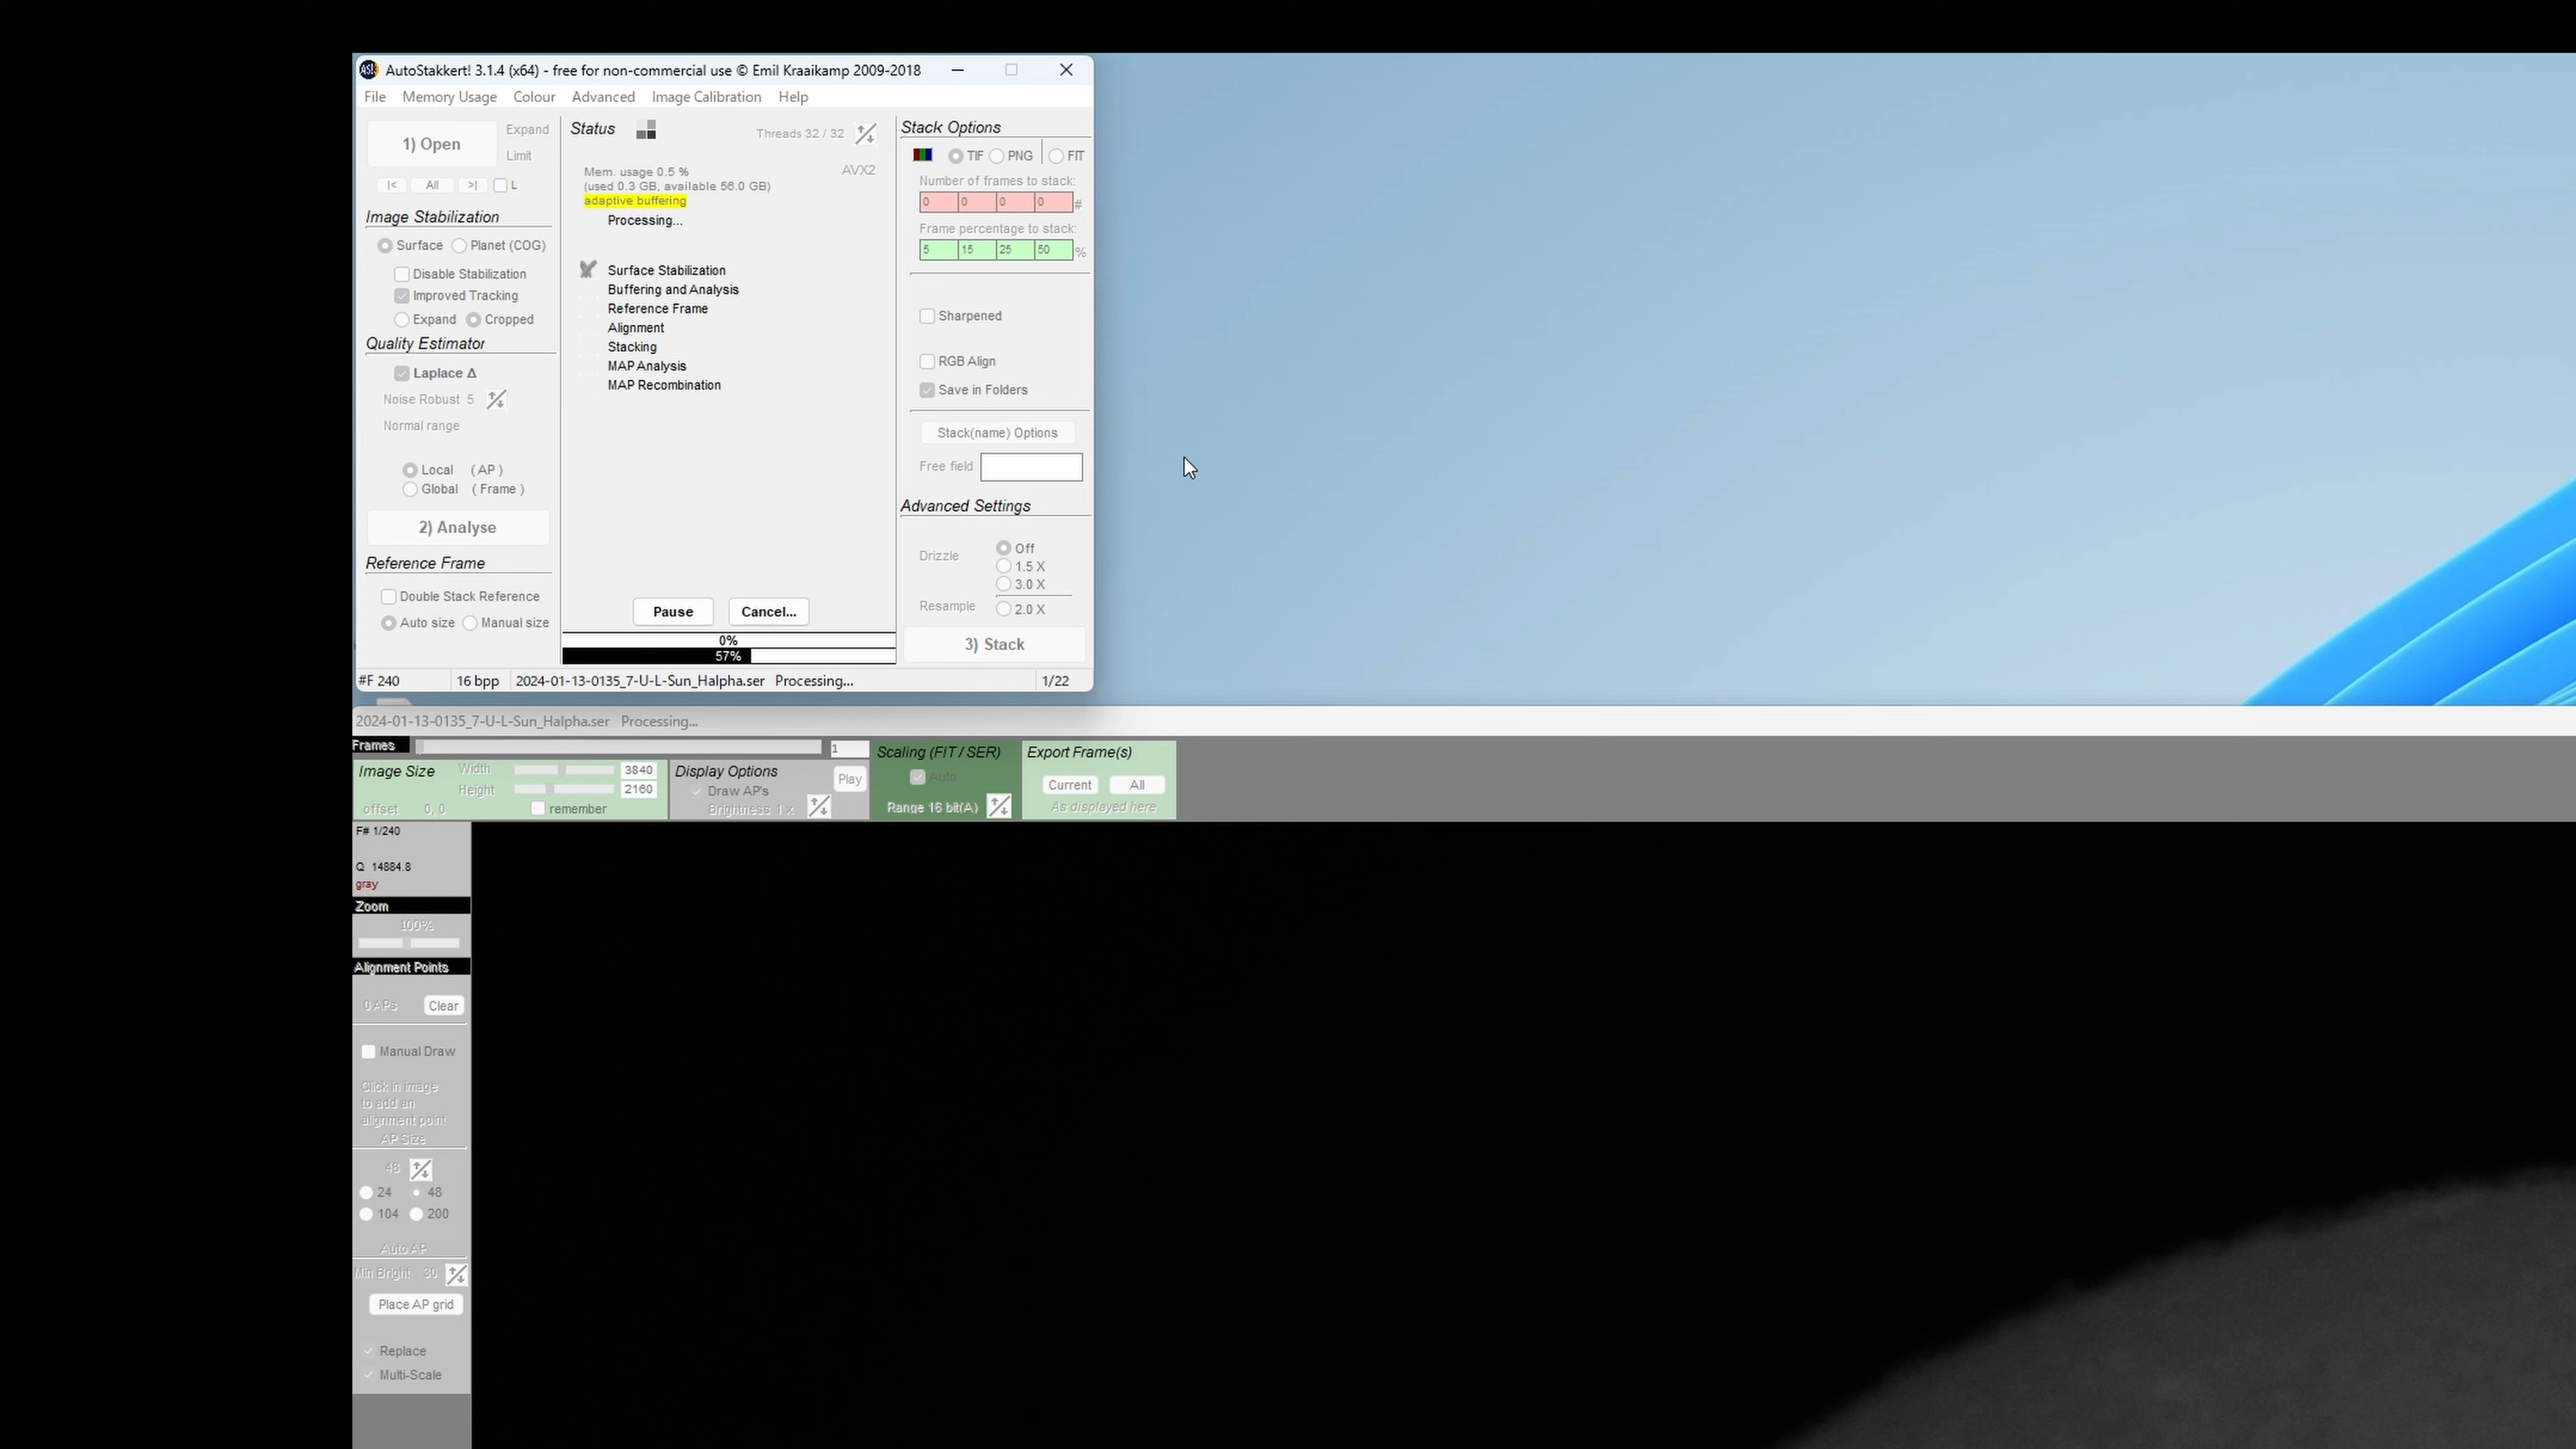 AutoStakkert! 3.1.4 (x64) - free for non-commercial use © Emil Kraaikamp 2009-2018
File Memory Usage Colour Advanced Image Calibration Help
1) Open
Expand
Limit
|< All >| L
Image Stabilization
Surface Planet (COG)
Disable Stabilization
Improved Tracking
Expand Cropped
Quality Estimator
Laplace Δ
Noise Robust 5
Normal range
Local (AP)
Global (Frame)
2) Analyse
Reference Frame
Double Stack Reference
Auto size Manual size
Status
Threads 32 / 32
Mem. usage 0.5 %
AVX2
(used 0.3 GB, available 56.0 GB)
adaptive buffering
Processing...
Surface Stabilization
Buffering and Analysis
Reference Frame
Alignment
Stacking
MAP Analysis
MAP Recombination
Pause Cancel...
0%
57%
Stack Options
TIF PNG FIT
Number of frames to stack:
0 0 0 0 #
Frame percentage to stack:
5 15 25 50 %
Sharpened
RGB Align
Save in Folders
Stack(name) Options
Free field
Advanced Settings
Drizzle
Off
1.5 X
3.0 X
Resample 2.0 X
3) Stack
#F 240 16 bpp 2024-01-13-0135_7-U-L-Sun_Halpha.ser Processing... 1/22
2024-01-13-0135_7-U-L-Sun_Halpha.ser Processing...
Frames 1
Image Size Width 3840
Height 2160
offset 0, 0 remember
Display Options Play
Draw AP's
Brightness 1 x
Scaling (FIT / SER)
Auto
Range 16 bit(A)
Export Frame(s)
Current All
As displayed here
F# 1/240
Q 14884.8
gray
Zoom
100%
Alignment Points
0 APs Clear
Manual Draw
Click in image
to add an
alignment point
AP Size
48
24 48
104 200
Auto AP
Min Bright 30
Place AP grid
Replace
Multi-Scale